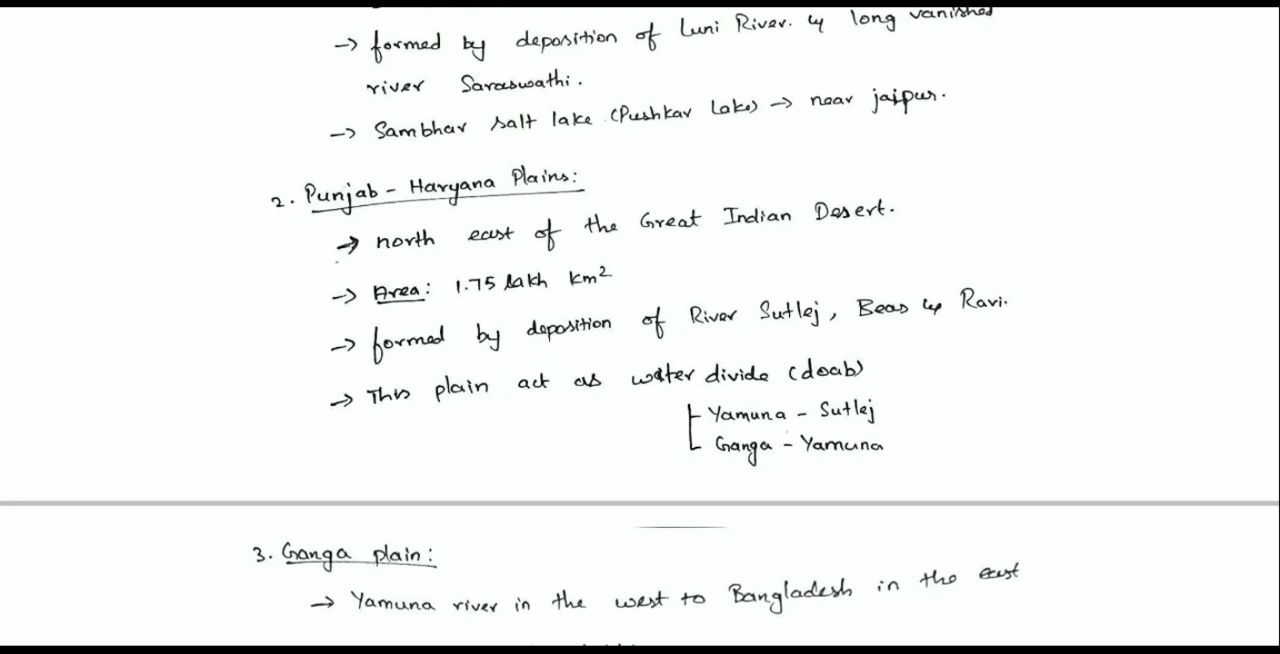 → formed by deposition of Luni River. & long vanished
river Saraswathi.
→ Sambhar salt lake (Pushkar Lake) → near jaipur.
2. Punjab - Haryana Plains:
→ north east of the Great Indian Desert.
→ Area: 1.75 lakh km²
→ formed by deposition of River Sutlej, Beas & Ravi.
→ This plain act as water divide (doab)
Yamuna - Sutlej
Ganga - Yamuna
3. Ganga plain:
→ Yamuna river in the west to Bangladesh in the east